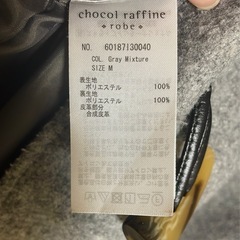 chocol raffine
robe
NO. 60187I30040
COL. Gray Mixture
SIZE M
表生地
ポリエステル 100%
裏生地
ポリエステル 100%
皮革部分
合成皮革